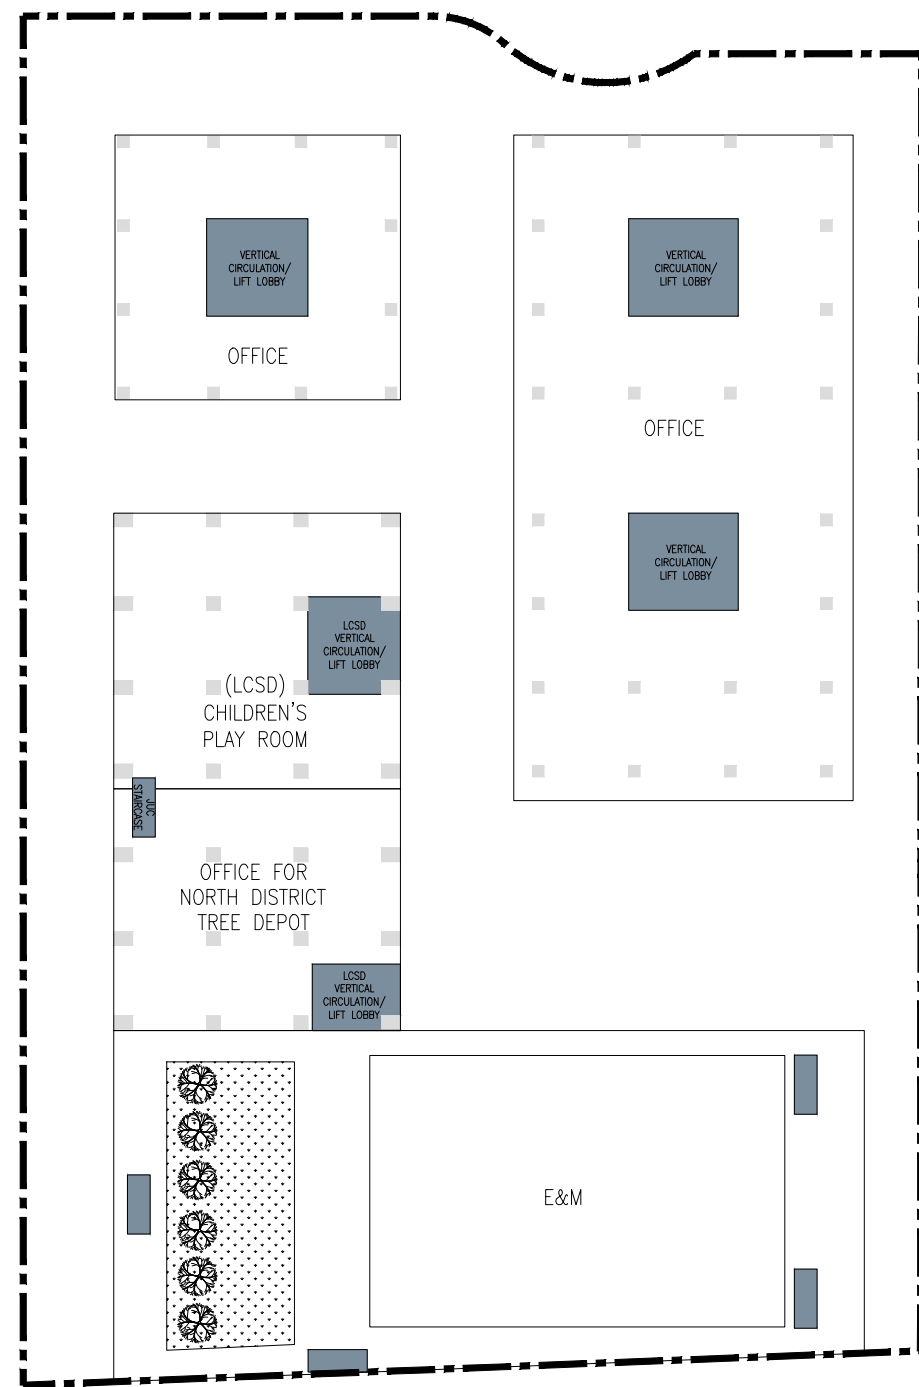 VERTICAL
CIRCULATION/
LIFT LOBBY
OFFICE
VERTICAL
CIRCULATION/
LIFT LOBBY
OFFICE
VERTICAL
CIRCULATION/
LIFT LOBBY
LCSD
VERTICAL
CIRCULATION/
LIFT LOBBY
(LCSD)
CHILDREN'S
PLAY ROOM
JUC
STAIRCASE
OFFICE FOR
NORTH DISTRICT
TREE DEPOT
LCSD
VERTICAL
CIRCULATION/
LIFT LOBBY
E&M